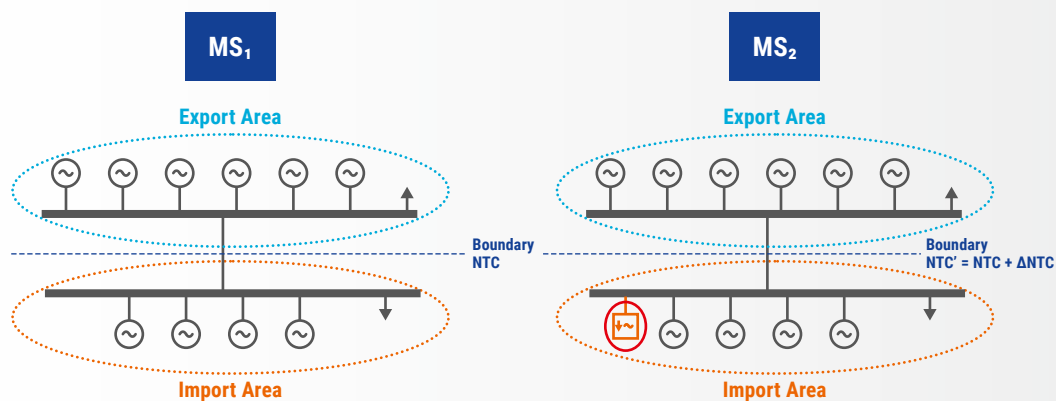 MS₁
MS₂
Export Area
Export Area
Boundary
NTC
Boundary
NTC’ = NTC + ΔNTC
Import Area
Import Area